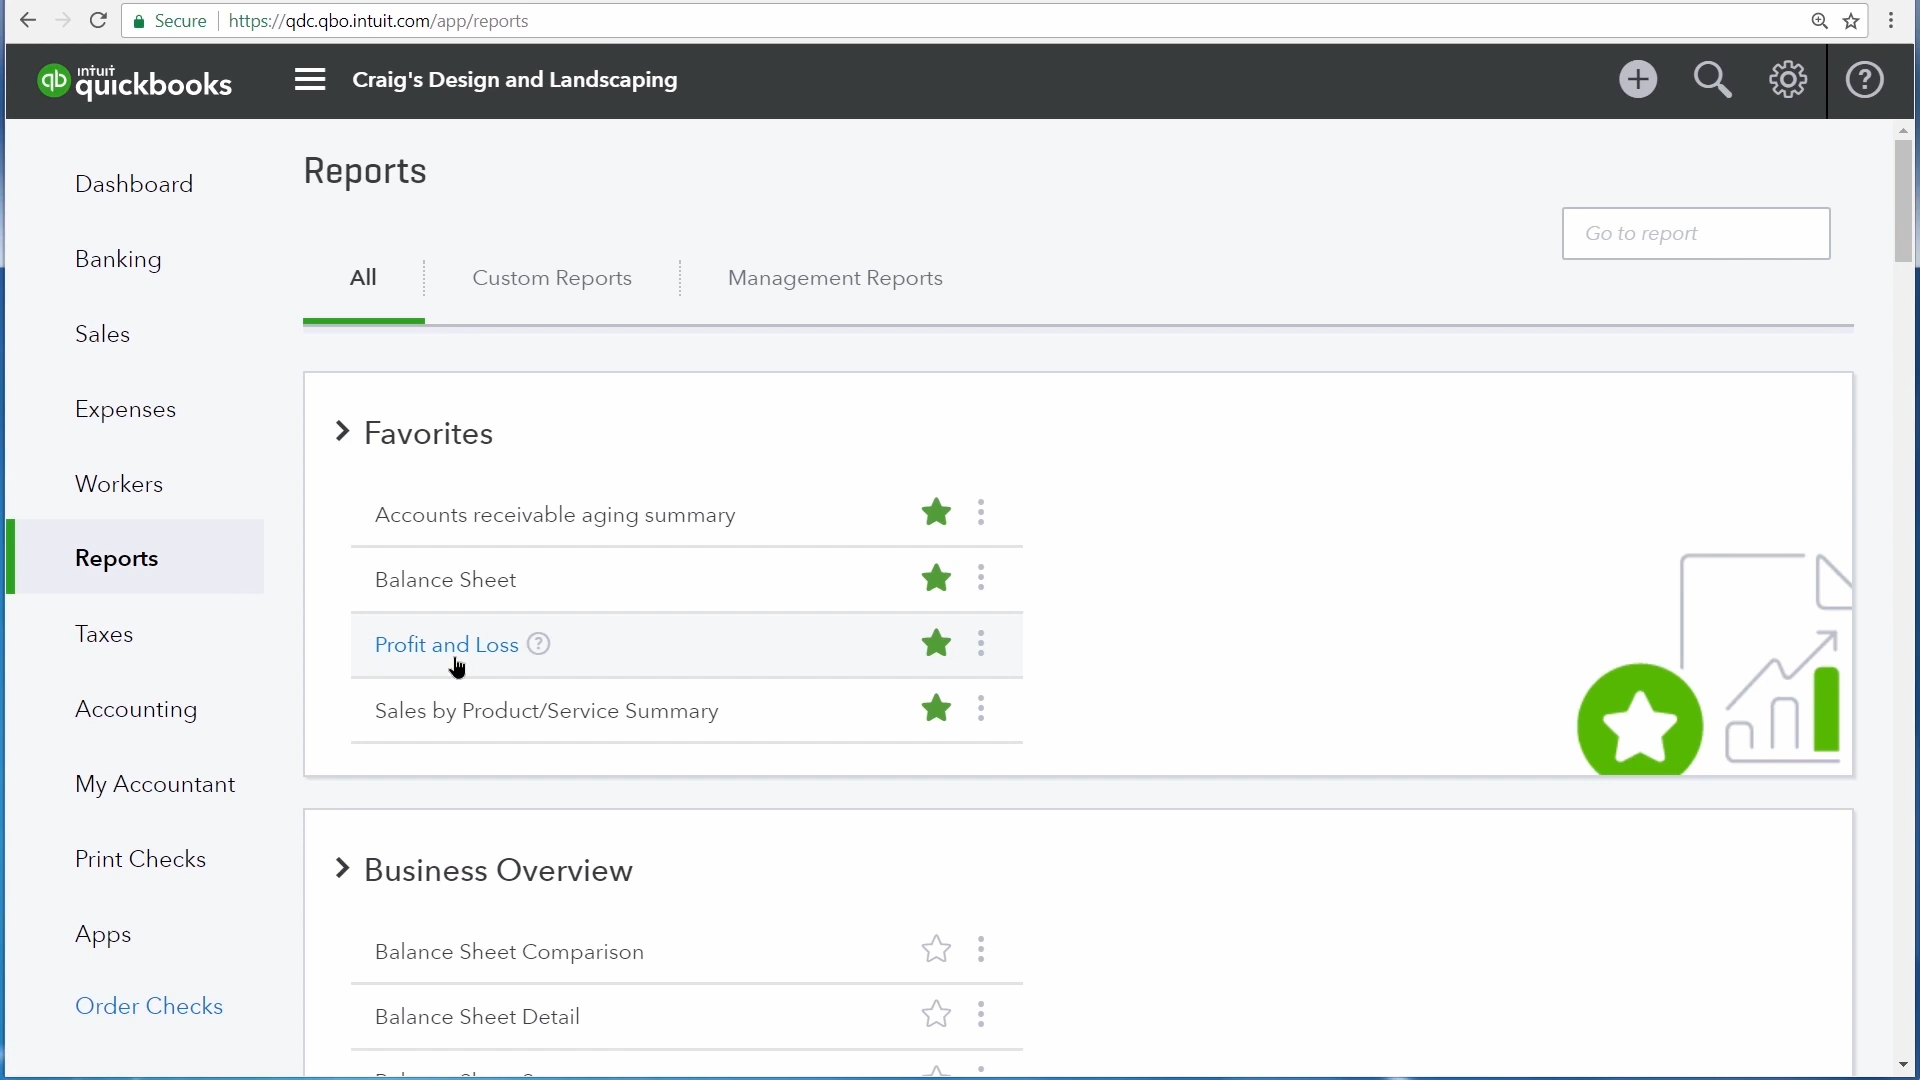 Secure https://qdc.qbo.intuit.com/app/reports
qb intuit quickbooks Craig's Design and Landscaping ?
Dashboard
Banking
Sales
Expenses
Workers
Reports
Taxes
Accounting
My Accountant
Print Checks
Apps
Order Checks
Reports
Go to report
All Custom Reports Management Reports
Favorites
Accounts receivable aging summary
Balance Sheet
Profit and Loss ?
Sales by Product/Service Summary
Business Overview
Balance Sheet Comparison
Balance Sheet Detail